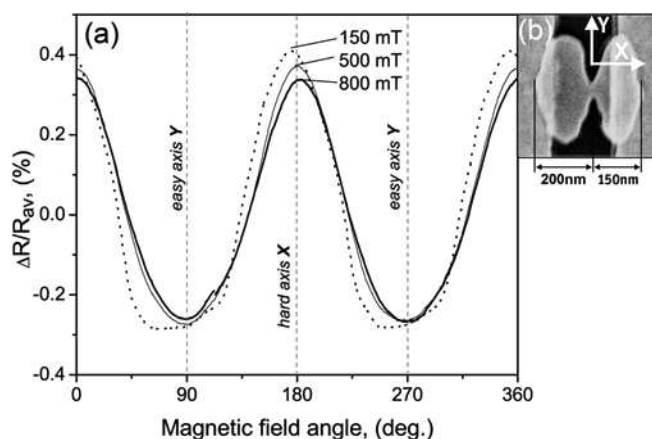 (a)
150 mT
500 mT
800 mT
(b)
Y
X
200nm
150nm
0.4
0.2
0.0
-0.2
-0.4
ΔR/Rav, (%)
easy axis Y
hard axis X
easy axis Y
0
90
180
270
360
Magnetic field angle, (deg.)